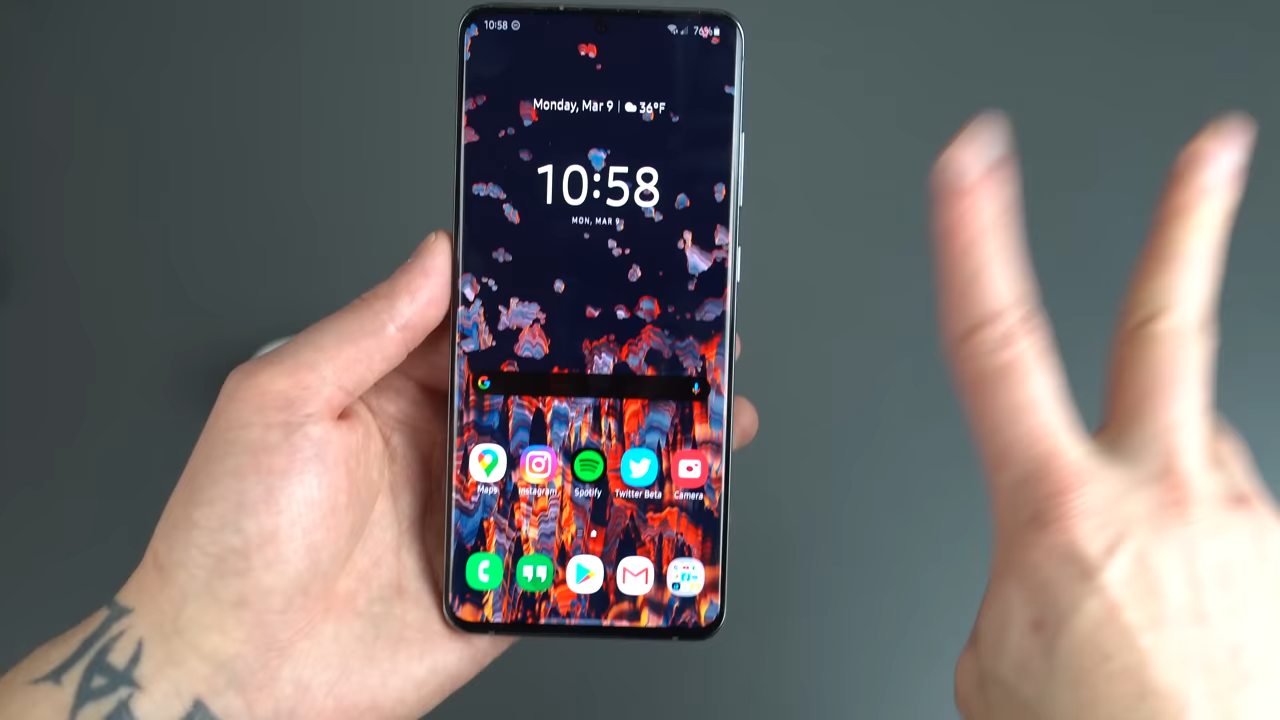 10:58
76%
Monday, Mar 9 | 36°F
10:58
MON, MAR 9
Maps Instagram Spotify Twitter Beta Camera